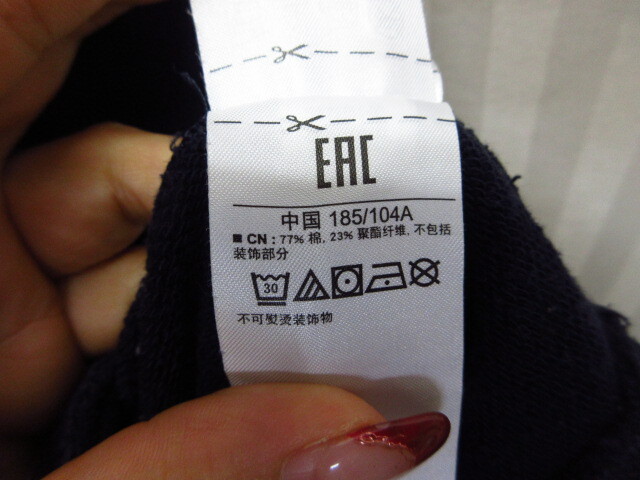 EAC
中国 185/104A
■ CN : 77% 棉, 23% 聚酯纤维, 不包括
装饰部分
30
不可熨烫装饰物